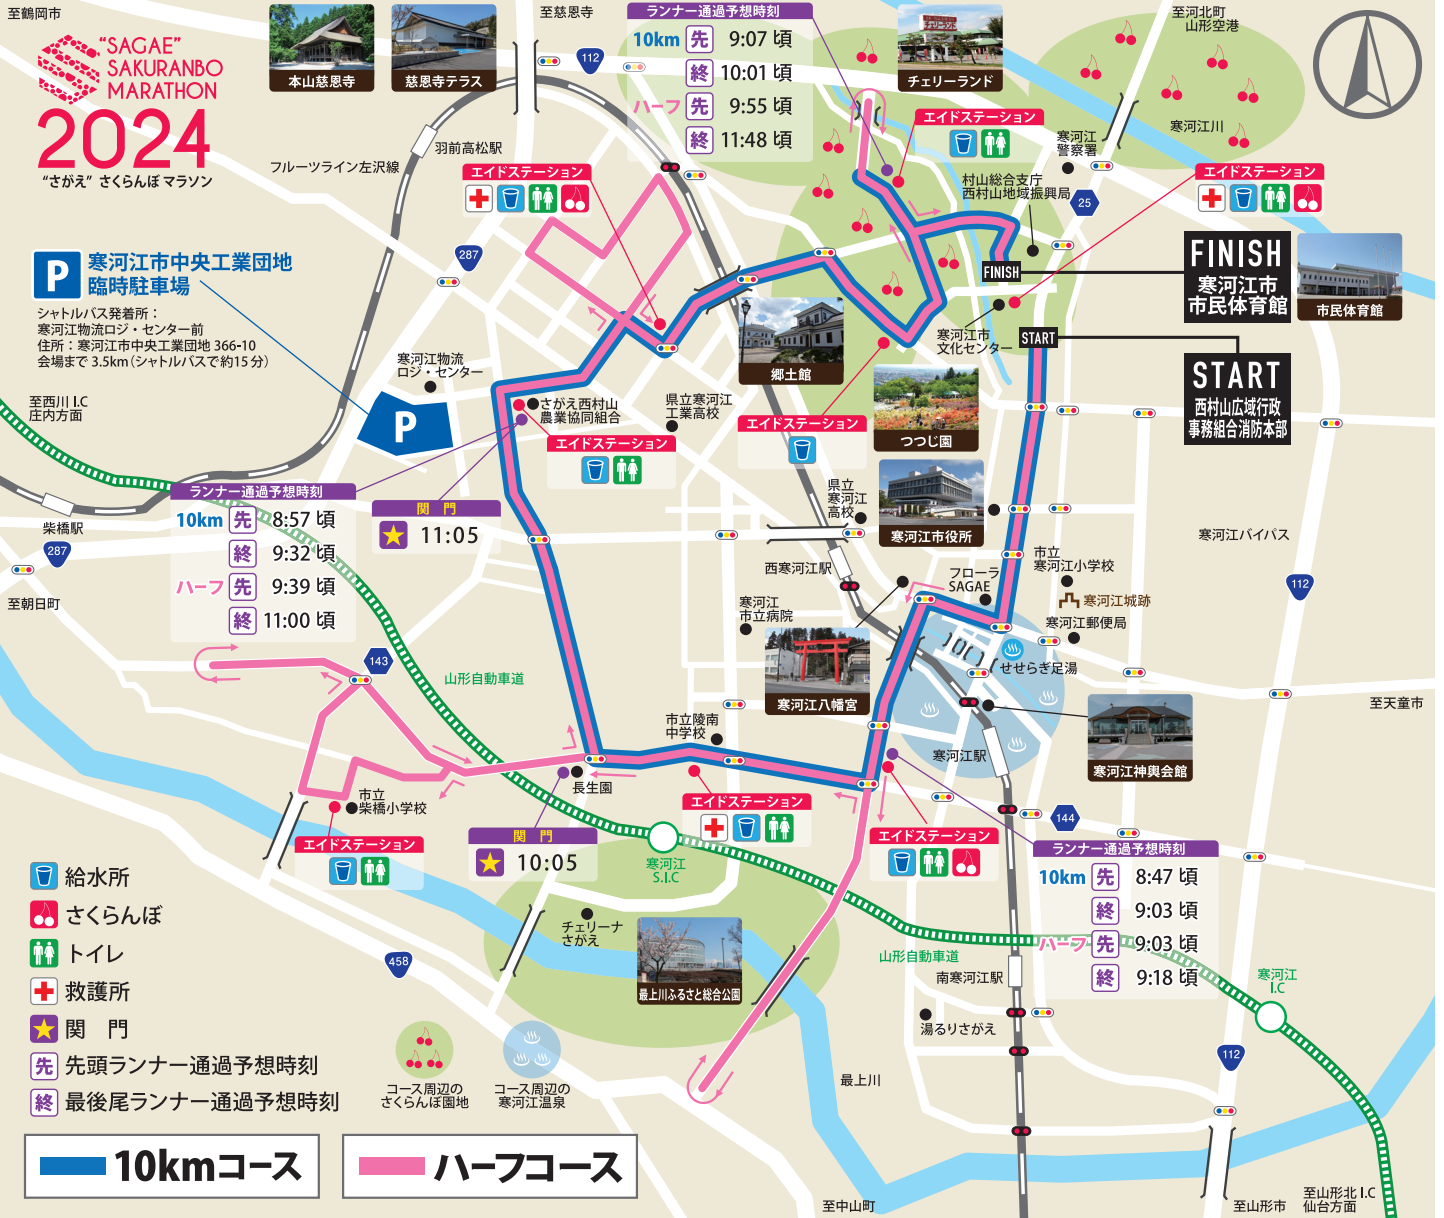 至鶴岡市
"SAGAE"
SAKURANBO
MARATHON
2024
"さがえ" さくらんぼ マラソン
本山慈恩寺
慈恩寺テラス
至慈恩寺
112
ランナー通過予想時刻
10km 先 9:07 頃
終 10:01 頃
ハーフ 先 9:55 頃
終 11:48 頃
チェリーランド
至河北町
山形空港
寒河江川
寒河江
警察署
エイドステーション
村山総合支庁
西村山地域振興局
25
エイドステーション
羽前高松駅
フルーツライン左沢線
エイドステーション
287
P
寒河江市中央工業団地
臨時駐車場
シャトルバス発着所：
寒河江物流ロジ・センター前
住所：寒河江市中央工業団地 366-10
会場まで 3.5km（シャトルバスで約15分）
寒河江物流
ロジ・センター
P
FINISH
FINISH
寒河江市
市民体育館
市民体育館
寒河江市
文化センター
START
START
西村山広域行政
事務組合消防本部
郷土館
つつじ園
至西川 I.C
庄内方面
さがえ西村山
農業協同組合
県立寒河江
工業高校
エイドステーション
エイドステーション
ランナー通過予想時刻
10km 先 8:57 頃
終 9:32 頃
ハーフ 先 9:39 頃
終 11:00 頃
関 門
11:05
柴橋駅
287
至朝日町
県立
寒河江
高校
寒河江市役所
西寒河江駅
フローラ
SAGAE
市立
寒河江小学校
寒河江城跡
寒河江郵便局
寒河江バイパス
112
寒河江
市立病院
寒河江八幡宮
せせらぎ足湯
至天童市
143
山形自動車道
市立陵南
中学校
寒河江駅
寒河江神輿会館
長生園
市立
柴橋小学校
エイドステーション
エイドステーション
エイドステーション
関 門
10:05
寒河江
S.I.C
144
ランナー通過予想時刻
10km 先 8:47 頃
終 9:03 頃
ハーフ 先 9:03 頃
終 9:18 頃
給水所
さくらんぼ
トイレ
救護所
関 門
先 先頭ランナー通過予想時刻
終 最後尾ランナー通過予想時刻
458
チェリーナ
さがえ
最上川ふるさと総合公園
山形自動車道
南寒河江駅
寒河江
I.C
湯るりさがえ
112
最上川
コース周辺の
さくらんぼ園地
コース周辺の
寒河江温泉
10kmコース
ハーフコース
至中山町
至山形市
至山形北 I.C
仙台方面